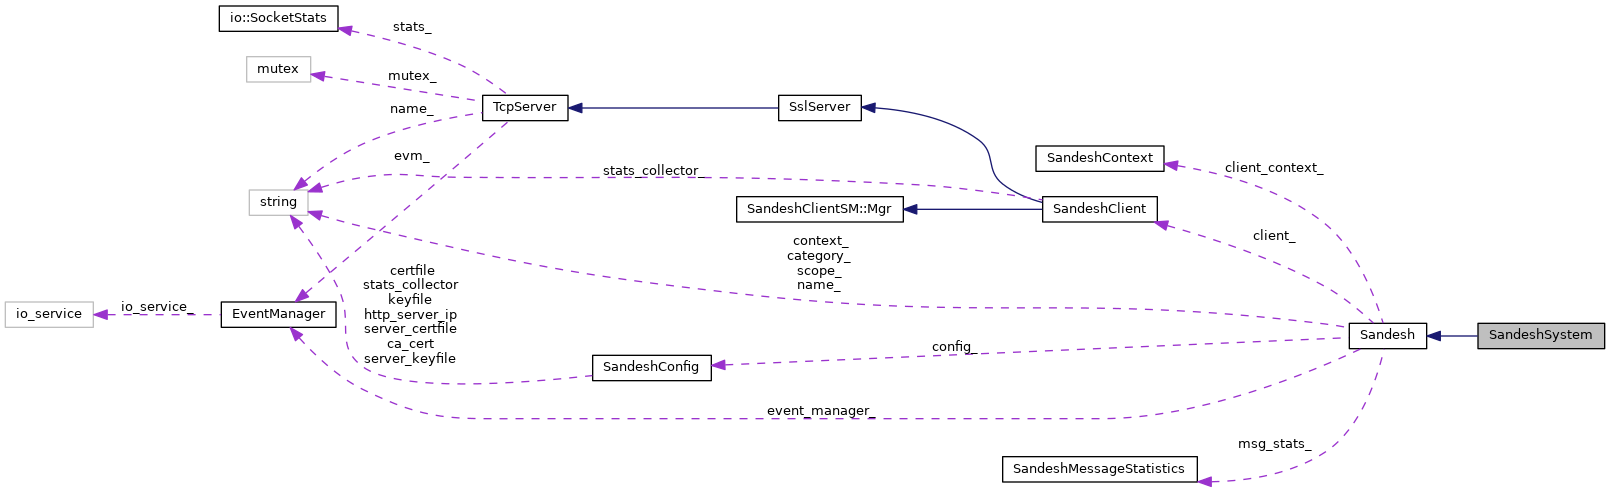 io::SocketStats
stats_
mutex
mutex_
TcpServer
SslServer
name_
evm_
SandeshContext
client_context_
stats_collector_
string
SandeshClientSM::Mgr
SandeshClient
client_
context_
category_
scope_
name_
certfile
stats_collector
keyfile
http_server_ip
server_certfile
ca_cert
server_keyfile
io_service
io_service_
EventManager
Sandesh
SandeshSystem
config_
SandeshConfig
event_manager_
msg_stats_
SandeshMessageStatistics